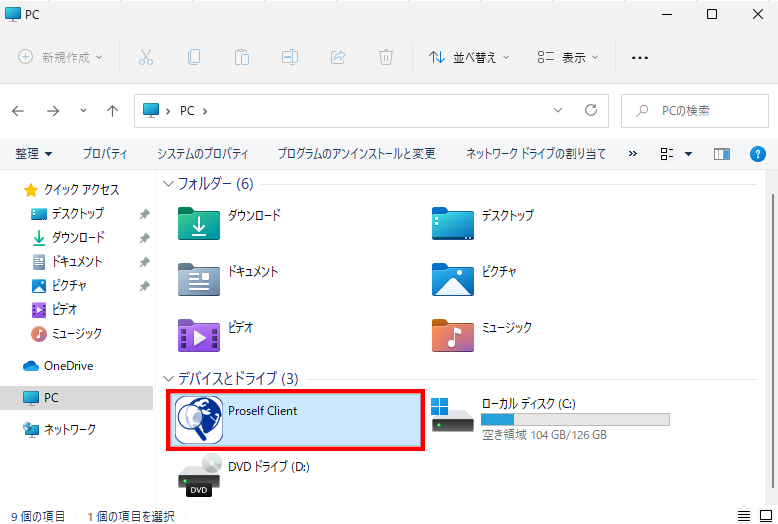 PC
新規作成
並べ替え
表示
PC
PCの検索
整理
プロパティ
システムのプロパティ
プログラムのアンインストールと変更
ネットワーク ドライブの割り当て
»
?
クイック アクセス
デスクトップ
ダウンロード
ドキュメント
ピクチャ
ビデオ
ミュージック
OneDrive
PC
ネットワーク
フォルダー (6)
ダウンロード
デスクトップ
ドキュメント
ピクチャ
ビデオ
ミュージック
デバイスとドライブ (3)
Proself Client
ローカル ディスク (C:)
空き領域 104 GB/126 GB
DVD ドライブ (D:)
DVD
9 個の項目
1 個の項目を選択